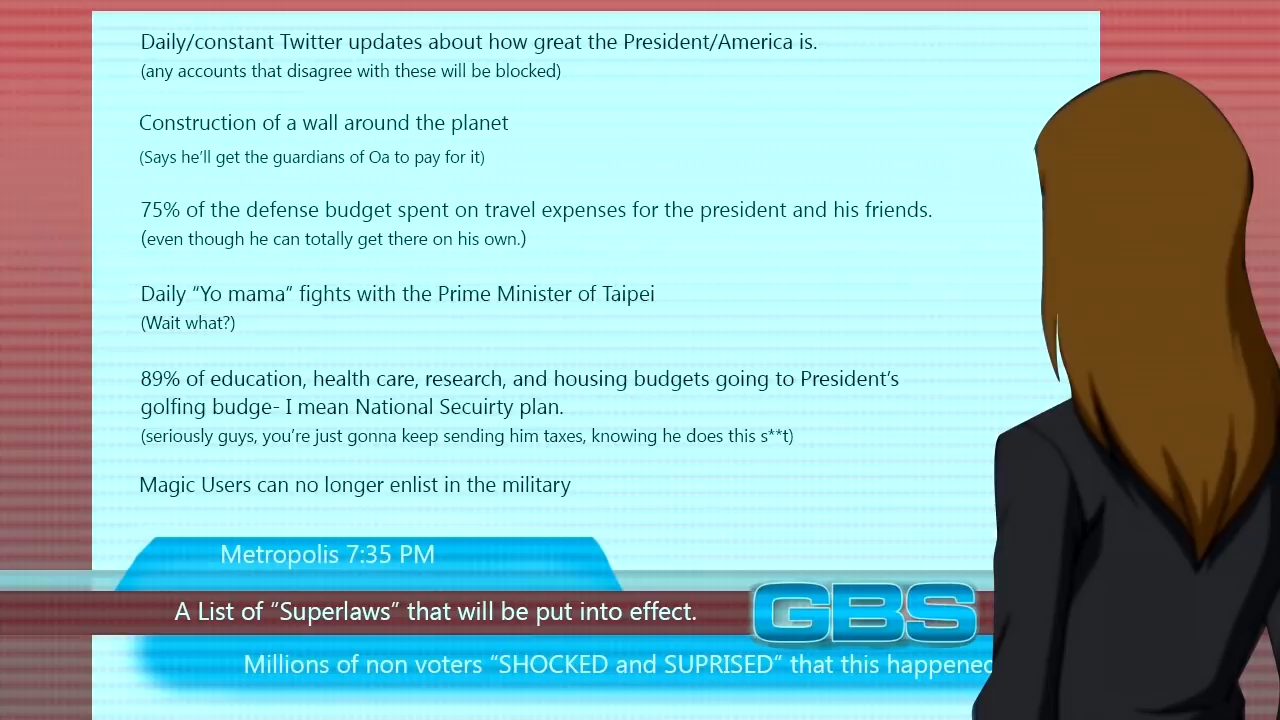 Daily/constant Twitter updates about how great the President/America is.
(any accounts that disagree with these will be blocked)
Construction of a wall around the planet
(Says he’ll get the guardians of Oa to pay for it)
75% of the defense budget spent on travel expenses for the president and his friends.
(even though he can totally get there on his own.)
Daily “Yo mama” fights with the Prime Minister of Taipei
(Wait what?)
89% of education, health care, research, and housing budgets going to President’s
golfing budge- I mean National Secuirty plan.
(seriously guys, you’re just gonna keep sending him taxes, knowing he does this s**t)
Magic Users can no longer enlist in the military
Metropolis 7:35 PM
A List of “Superlaws” that will be put into effect.
GBS
Millions of non voters “SHOCKED and SUPRISED” that this happened